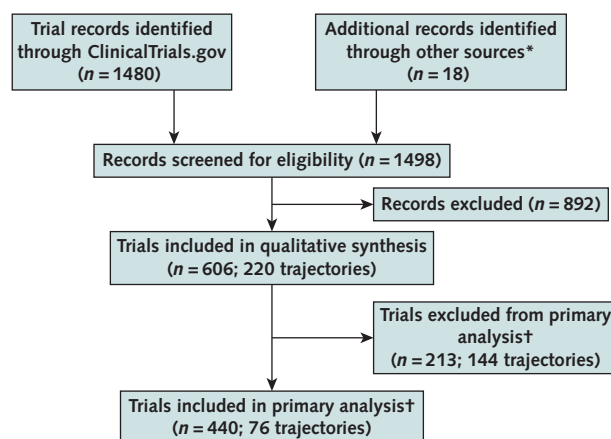 Trial records identified
through ClinicalTrials.gov
(n = 1480)
Additional records identified
through other sources*
(n = 18)
Records screened for eligibility (n = 1498)
Records excluded (n = 892)
Trials included in qualitative synthesis
(n = 606; 220 trajectories)
Trials excluded from primary
analysis†
(n = 213; 144 trajectories)
Trials included in primary analysis†
(n = 440; 76 trajectories)